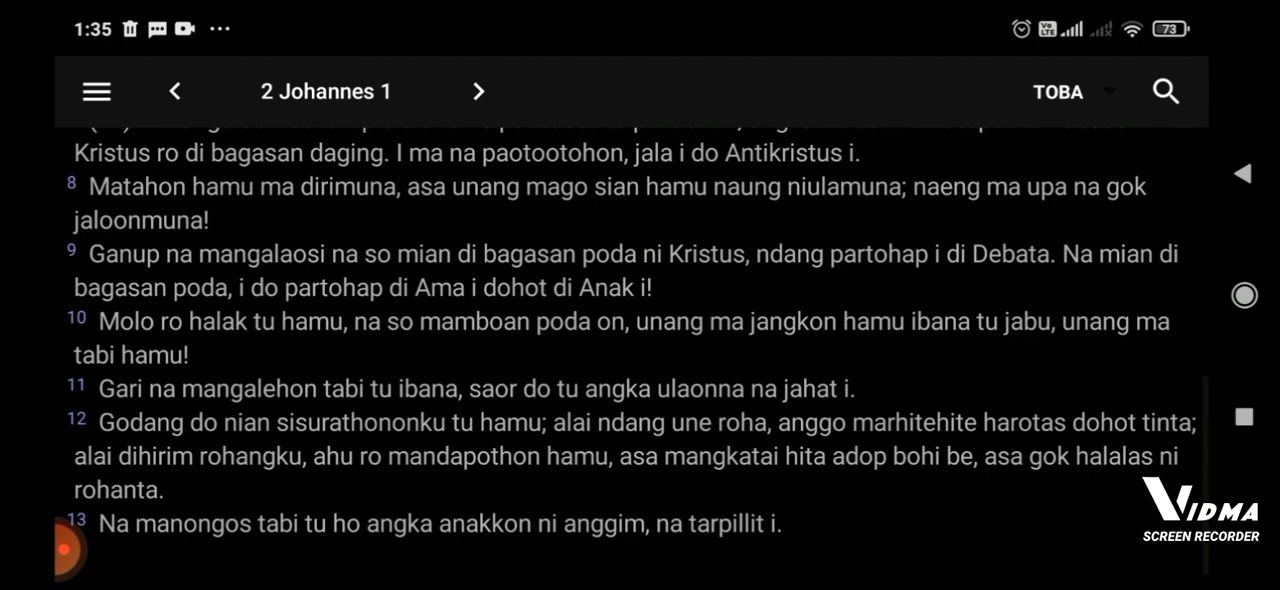 1:35 ...
Vo LTE 73
2 Johannes 1
TOBA
Kristus ro di bagasan daging. I ma na paotootohon, jala i do Antikristus i.
8 Matahon hamu ma dirimuna, asa unang mago sian hamu naung niulamuna; naeng ma upa na gok
jaloonmuna!
9 Ganup na mangalaosi na so mian di bagasan poda ni Kristus, ndang partohap i di Debata. Na mian di
bagasan poda, i do partohap di Ama i dohot di Anak i!
10 Molo ro halak tu hamu, na so mamboan poda on, unang ma jangkon hamu ibana tu jabu, unang ma
tabi hamu!
11 Gari na mangalehon tabi tu ibana, saor do tu angka ulaonna na jahat i.
12 Godang do nian sisurathononku tu hamu; alai ndang une roha, anggo marhitehite harotas dohot tinta;
alai dihirim rohangku, ahu ro mandapothon hamu, asa mangkatai hita adop bohi be, asa gok halalas ni
rohanta.
13 Na manongos tabi tu ho angka anakkon ni anggim, na tarpillit i.
VIDMA
SCREEN RECORDER